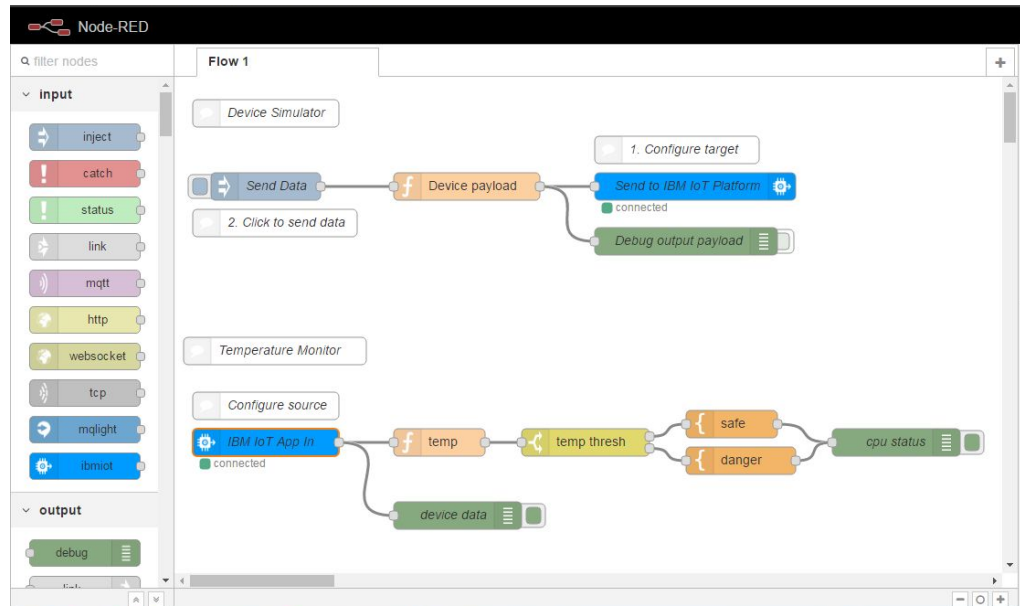 Node-RED
filter nodes
Flow 1
input
inject
catch
status
link
mqtt
http
websocket
tcp
mqlight
ibmiot
output
debug
Device Simulator
1. Configure target
Send Data
Device payload
Send to IBM IoT Platform
connected
2. Click to send data
Debug output payload
Temperature Monitor
Configure source
IBM IoT App In
connected
temp
temp thresh
safe
danger
cpu status
device data